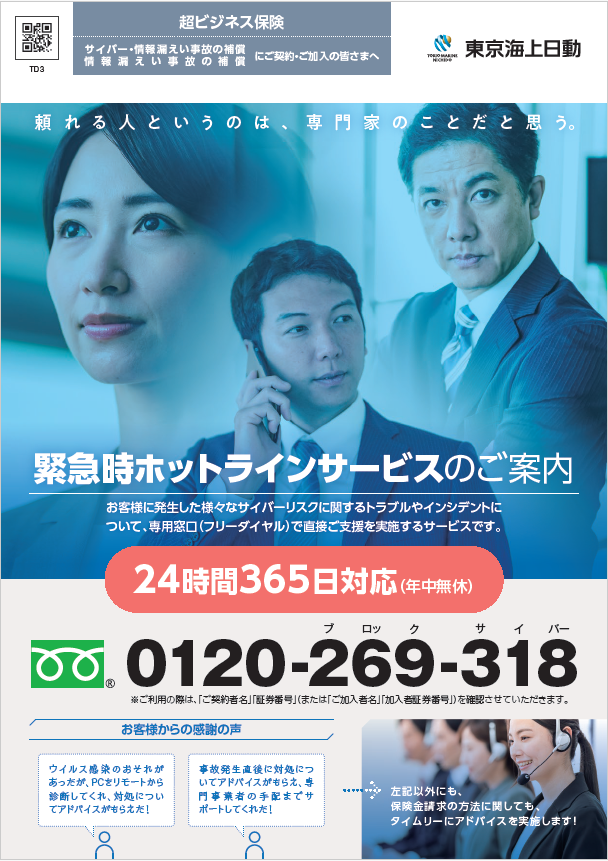 TD3
超ビジネス保険
サイバー・情報漏えい事故の補償
情報漏えい事故の補償
にご契約・ご加入の皆さまへ
TOKIO MARINE
NICHIDO
東京海上日動
頼れる人というのは、専門家のことだと思う。
緊急時ホットラインサービスのご案内
お客様に発生した様々なサイバーリスクに関するトラブルやインシデントに
ついて、専用窓口(フリーダイヤル)で直接ご支援を実施するサービスです。
24時間365日対応(年中無休)
ブ ロッ ク サ イ バー
0120-269-318
®
※ご利用の際は、「ご契約者名」「証券番号」(または「ご加入者名」「加入者証券番号」)を確認させていただきます。
お客様からの感謝の声
ウイルス感染のおそれが
あったが、PCをリモートから
診断してくれ、対処につい
てアドバイスがもらえた!
事故発生直後に対処につ
いてアドバイスがもらえ、専
門事業者の手配までサ
ポートしてくれた!
左記以外にも、
保険金請求の方法に関しても、
タイムリーにアドバイスを実施します!